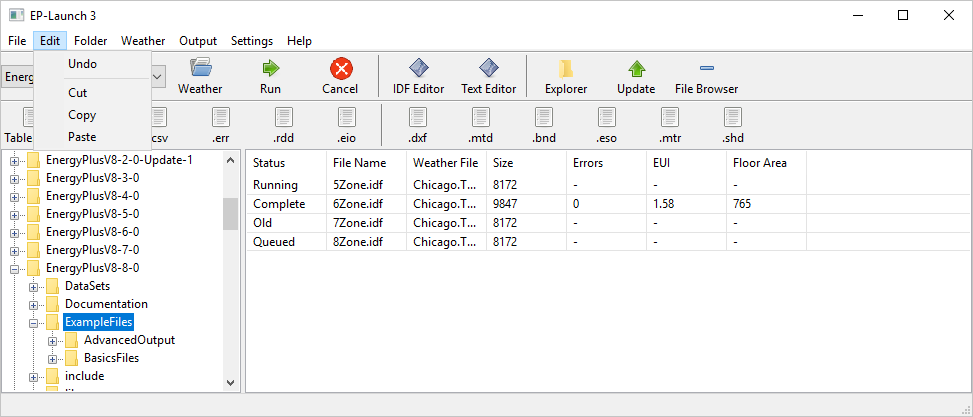 EP-Launch 3
File Edit Folder Weather Output Settings Help
Undo
Cut
Copy
Paste
Energ
Weather Run Cancel IDF Editor Text Editor Explorer Update File Browser
Table csv .err .rdd .eio .dxf .mtd .bnd .eso .mtr .shd
EnergyPlusV8-2-0-Update-1
EnergyPlusV8-3-0
EnergyPlusV8-4-0
EnergyPlusV8-5-0
EnergyPlusV8-6-0
EnergyPlusV8-7-0
EnergyPlusV8-8-0
DataSets
Documentation
ExampleFiles
AdvancedOutput
BasicsFiles
include
Status File Name Weather File Size Errors EUI Floor Area
Running 5Zone.idf Chicago.T... 8172 - - -
Complete 6Zone.idf Chicago.T... 9847 0 1.58 765
Old 7Zone.idf Chicago.T... 8172 - - -
Queued 8Zone.idf Chicago.T... 8172 - - -